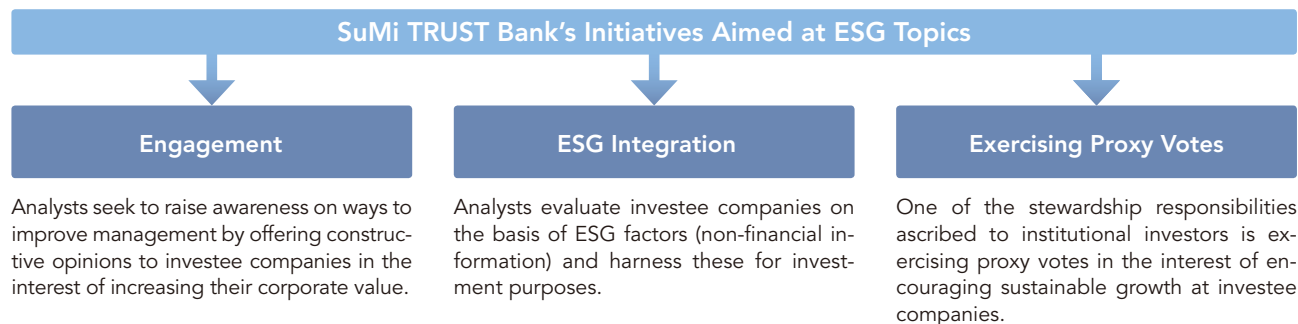 SuMi TRUST Bank's Initiatives Aimed at ESG Topics
Engagement
Analysts seek to raise awareness on ways to
improve management by offering construc-
tive opinions to investee companies in the
interest of increasing their corporate value.
ESG Integration
Analysts evaluate investee companies on
the basis of ESG factors (non-financial in-
formation) and harness these for invest-
ment purposes.
Exercising Proxy Votes
One of the stewardship responsibilities
ascribed to institutional investors is ex-
ercising proxy votes in the interest of en-
couraging sustainable growth at investee
companies.